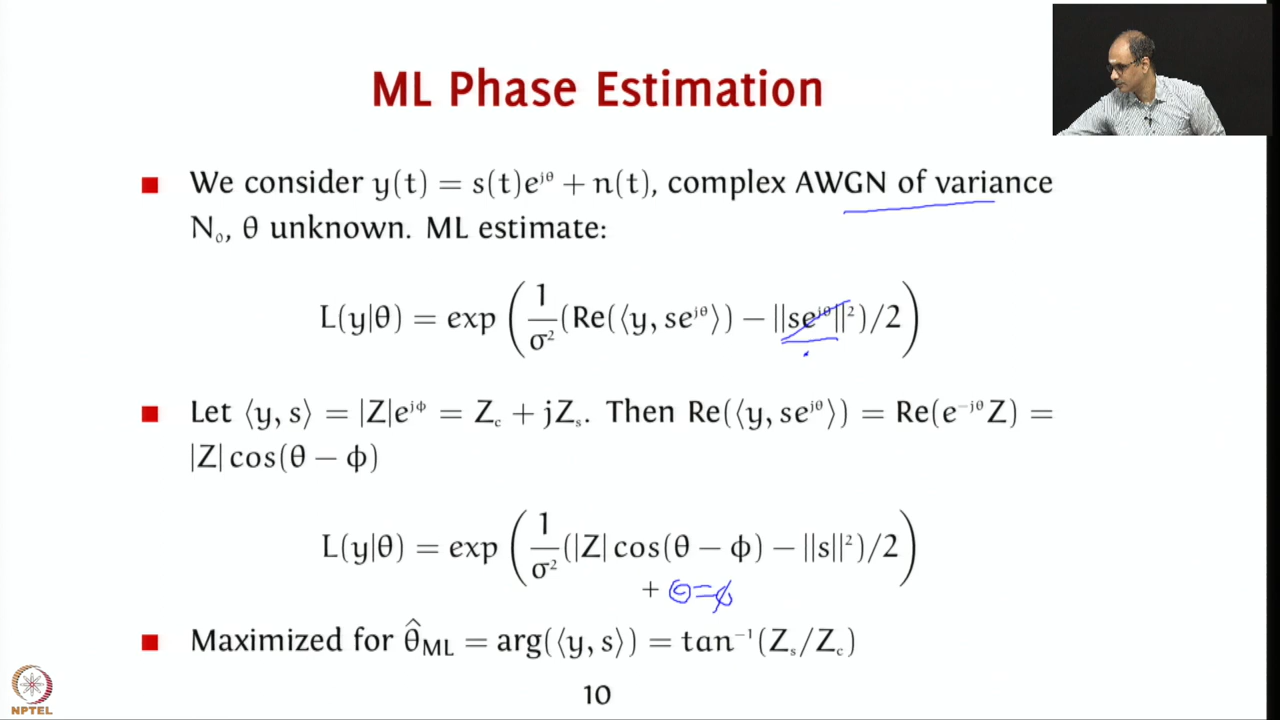 ML Phase Estimation
We consider y(t) = s(t)e^{jθ} + n(t), complex AWGN of variance
N₀, θ unknown. ML estimate:
L(y|θ) = exp ( 1/σ² (Re(⟨y, se^{jθ}⟩) − ||se^{jθ}||²)/2 )
Let ⟨y, s⟩ = |Z|e^{jφ} = Z_c + jZ_s. Then Re(⟨y, se^{jθ}⟩) = Re(e^{−jθ}Z) =
|Z| cos(θ − φ)
L(y|θ) = exp ( 1/σ² (|Z| cos(θ − φ) − ||s||²)/2 )
+ θ=φ
Maximized for θ̂_ML = arg(⟨y, s⟩) = tan⁻¹(Z_s/Z_c)
10
NPTEL